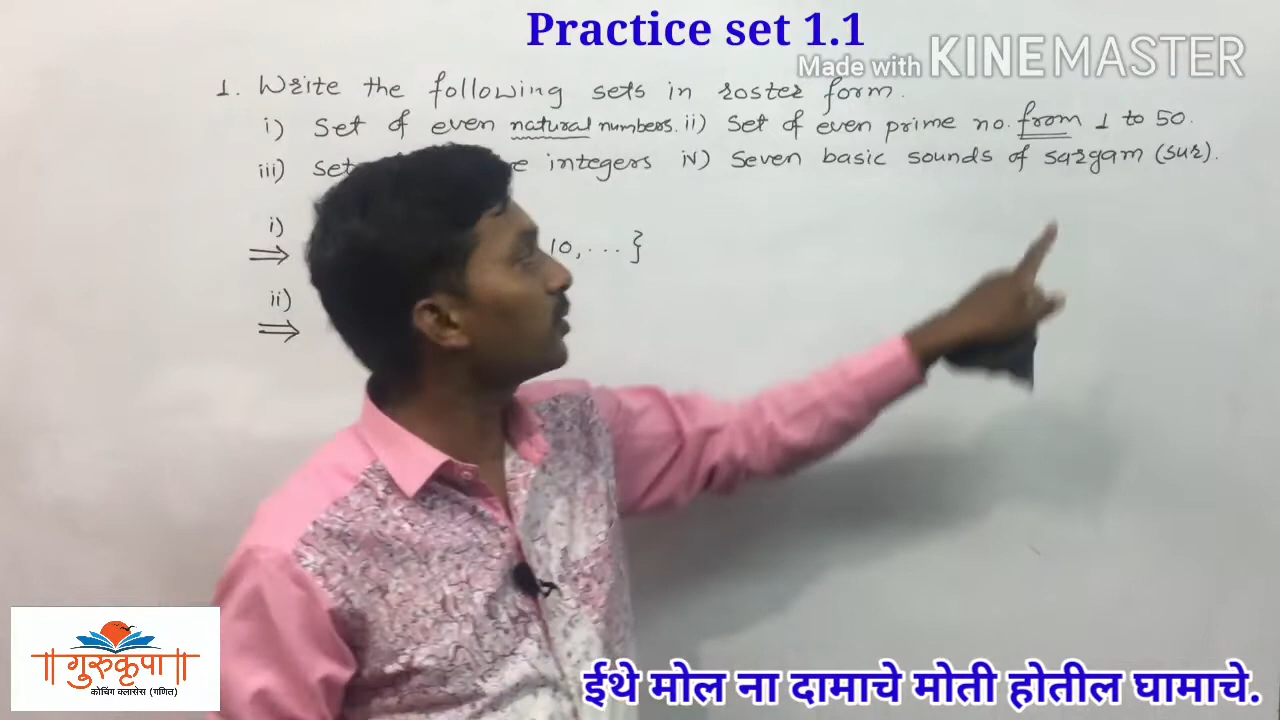 Practice set 1.1
Made with KINEMASTER
1. Write the following sets in roster form.
i) Set of even natural numbers. ii) Set of even prime no. from 1 to 50.
iii) set integers iv) Seven basic sounds of sargam (sur).
i)
⇒ 10, ... }
ii)
⇒
॥ गुरुकृपा ॥
कोचिंग क्लासेस (गणित)
ईथे मोल ना दामाचे मोती होतील घामाचे.